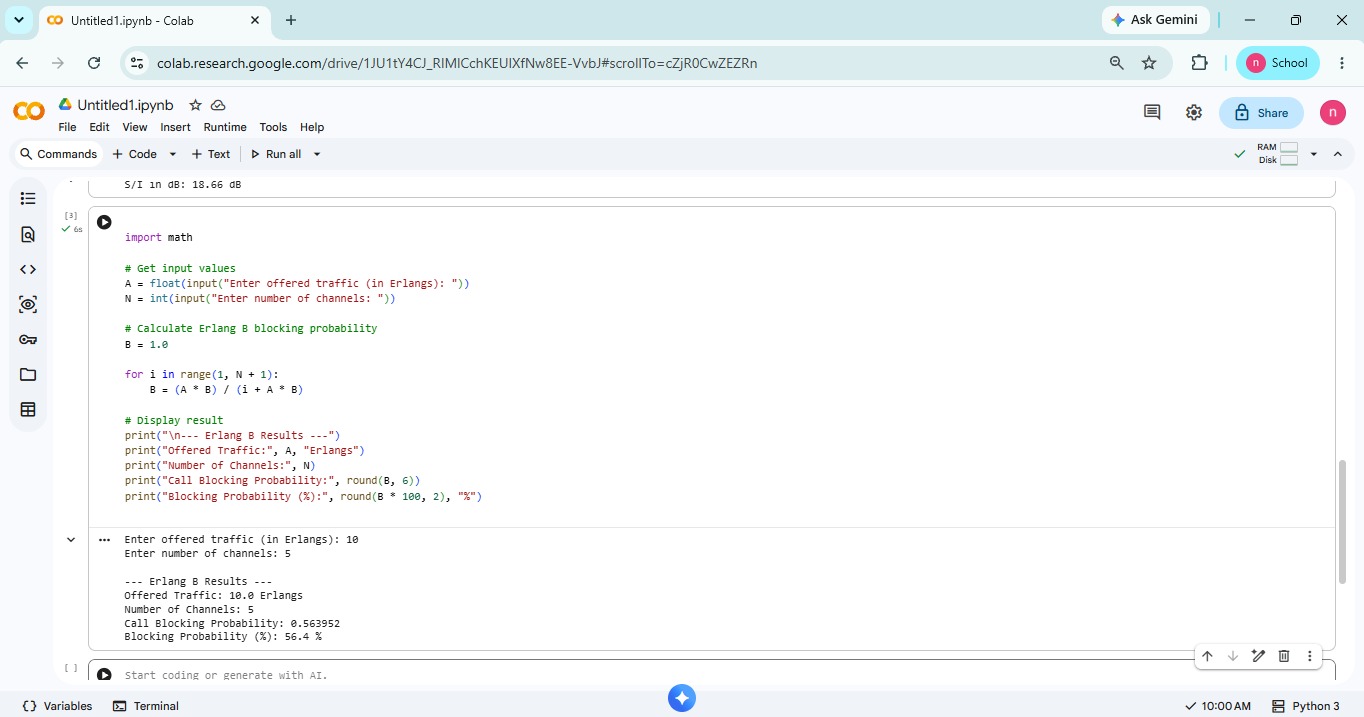 Untitled1.ipynb - Colab
Ask Gemini
colab.research.google.com/drive/1JU1tY4CJ_RIMICchKEUIXfNw8EE-VvbJ#scrollTo=cZjR0CwZEZRn
n School
Untitled1.ipynb
File Edit View Insert Runtime Tools Help
Share
n
Commands + Code + Text Run all
RAM
Disk
S/I in dB: 18.66 dB
[3]
6s
import math
# Get input values
A = float(input("Enter offered traffic (in Erlangs): "))
N = int(input("Enter number of channels: "))
# Calculate Erlang B blocking probability
B = 1.0
for i in range(1, N + 1):
    B = (A * B) / (i + A * B)
# Display result
print("\n--- Erlang B Results ---")
print("Offered Traffic:", A, "Erlangs")
print("Number of Channels:", N)
print("Call Blocking Probability:", round(B, 6))
print("Blocking Probability (%):", round(B * 100, 2), "%")
Enter offered traffic (in Erlangs): 10
Enter number of channels: 5
--- Erlang B Results ---
Offered Traffic: 10.0 Erlangs
Number of Channels: 5
Call Blocking Probability: 0.563952
Blocking Probability (%): 56.4 %
[ ]
Start coding or generate with AI.
Variables Terminal
10:00 AM Python 3